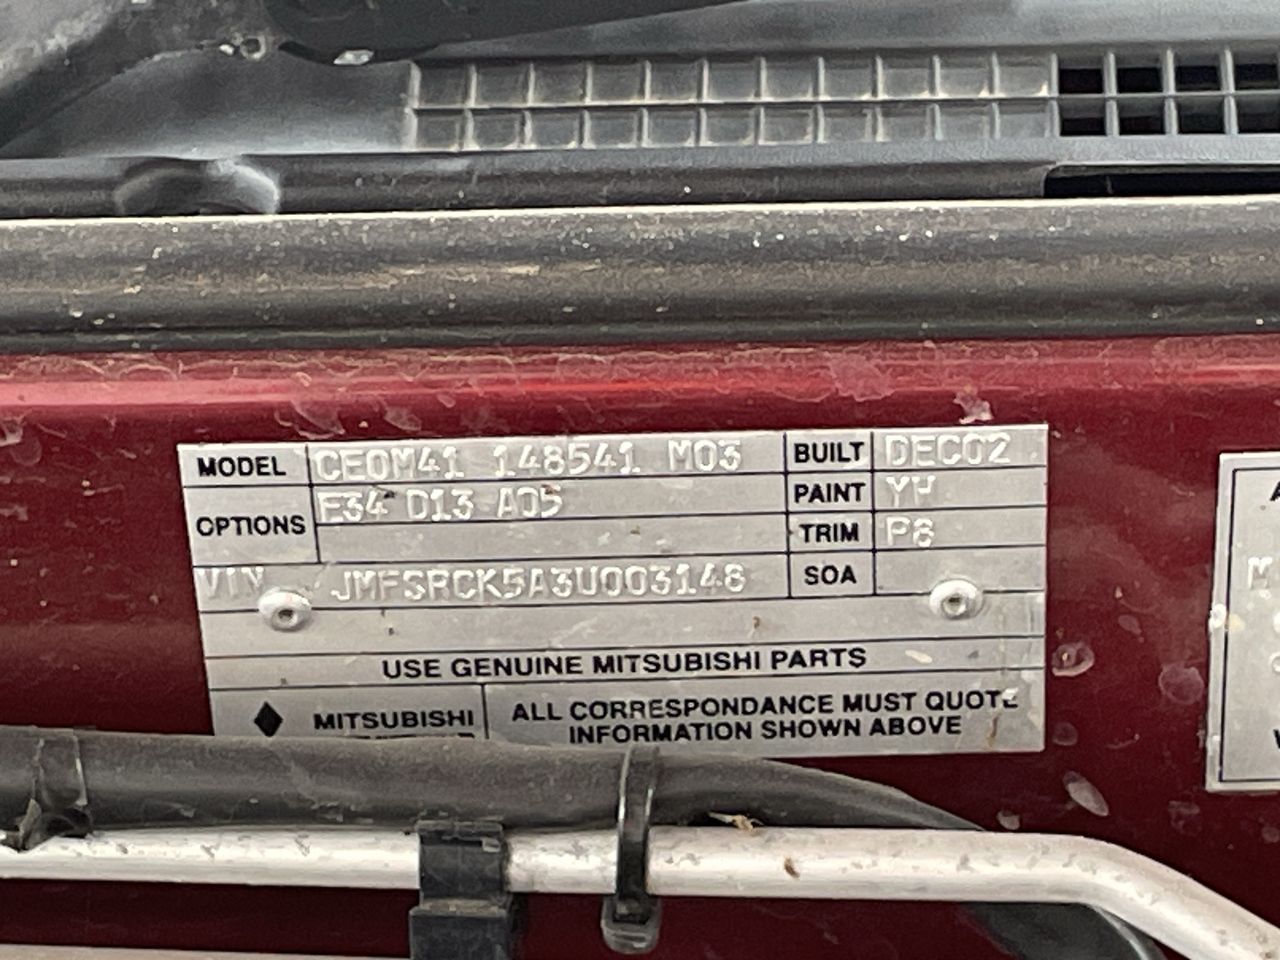 MODEL CE0M41 148541 M03 BUILT DEC02
OPTIONS E34 D13 A05 PAINT YH
TRIM P8
VIN JMFSRCK5A3U003148 SOA
USE GENUINE MITSUBISHI PARTS
MITSUBISHI ALL CORRESPONDANCE MUST QUOTE
INFORMATION SHOWN ABOVE